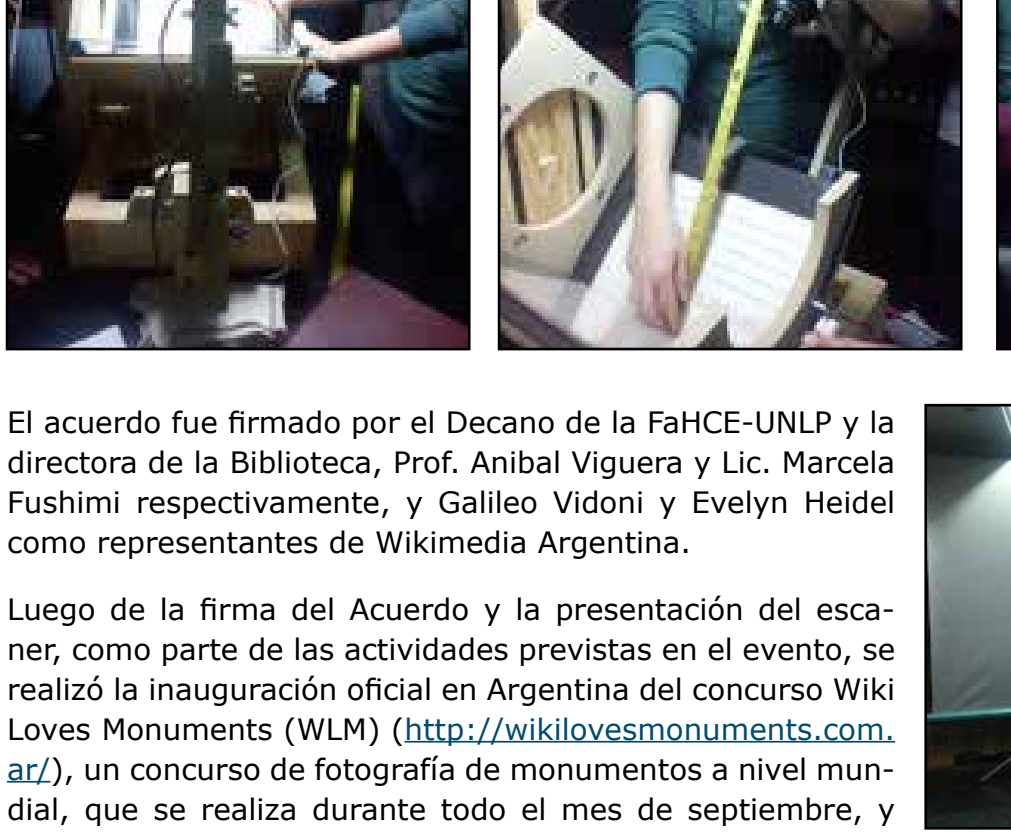 El acuerdo fue firmado por el Decano de la FaHCE-UNLP y la
directora de la Biblioteca, Prof. Anibal Viguera y Lic. Marcela
Fushimi respectivamente, y Galileo Vidoni y Evelyn Heidel
como representantes de Wikimedia Argentina.
Luego de la firma del Acuerdo y la presentación del esca-
ner, como parte de las actividades previstas en el evento, se
realizó la inauguración oficial en Argentina del concurso Wiki
Loves Monuments (WLM) (http://wikilovesmonuments.com.
ar/), un concurso de fotografía de monumentos a nivel mun-
dial, que se realiza durante todo el mes de septiembre, y